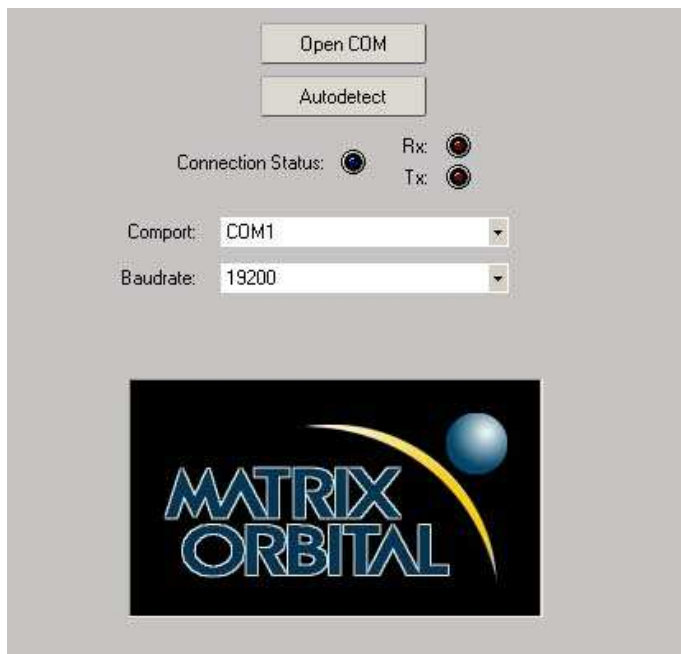 Open COM
Autodetect
Connection Status:
Rx:
Tx:
Comport: COM1
Baudrate: 19200
MATRIX
ORBITAL